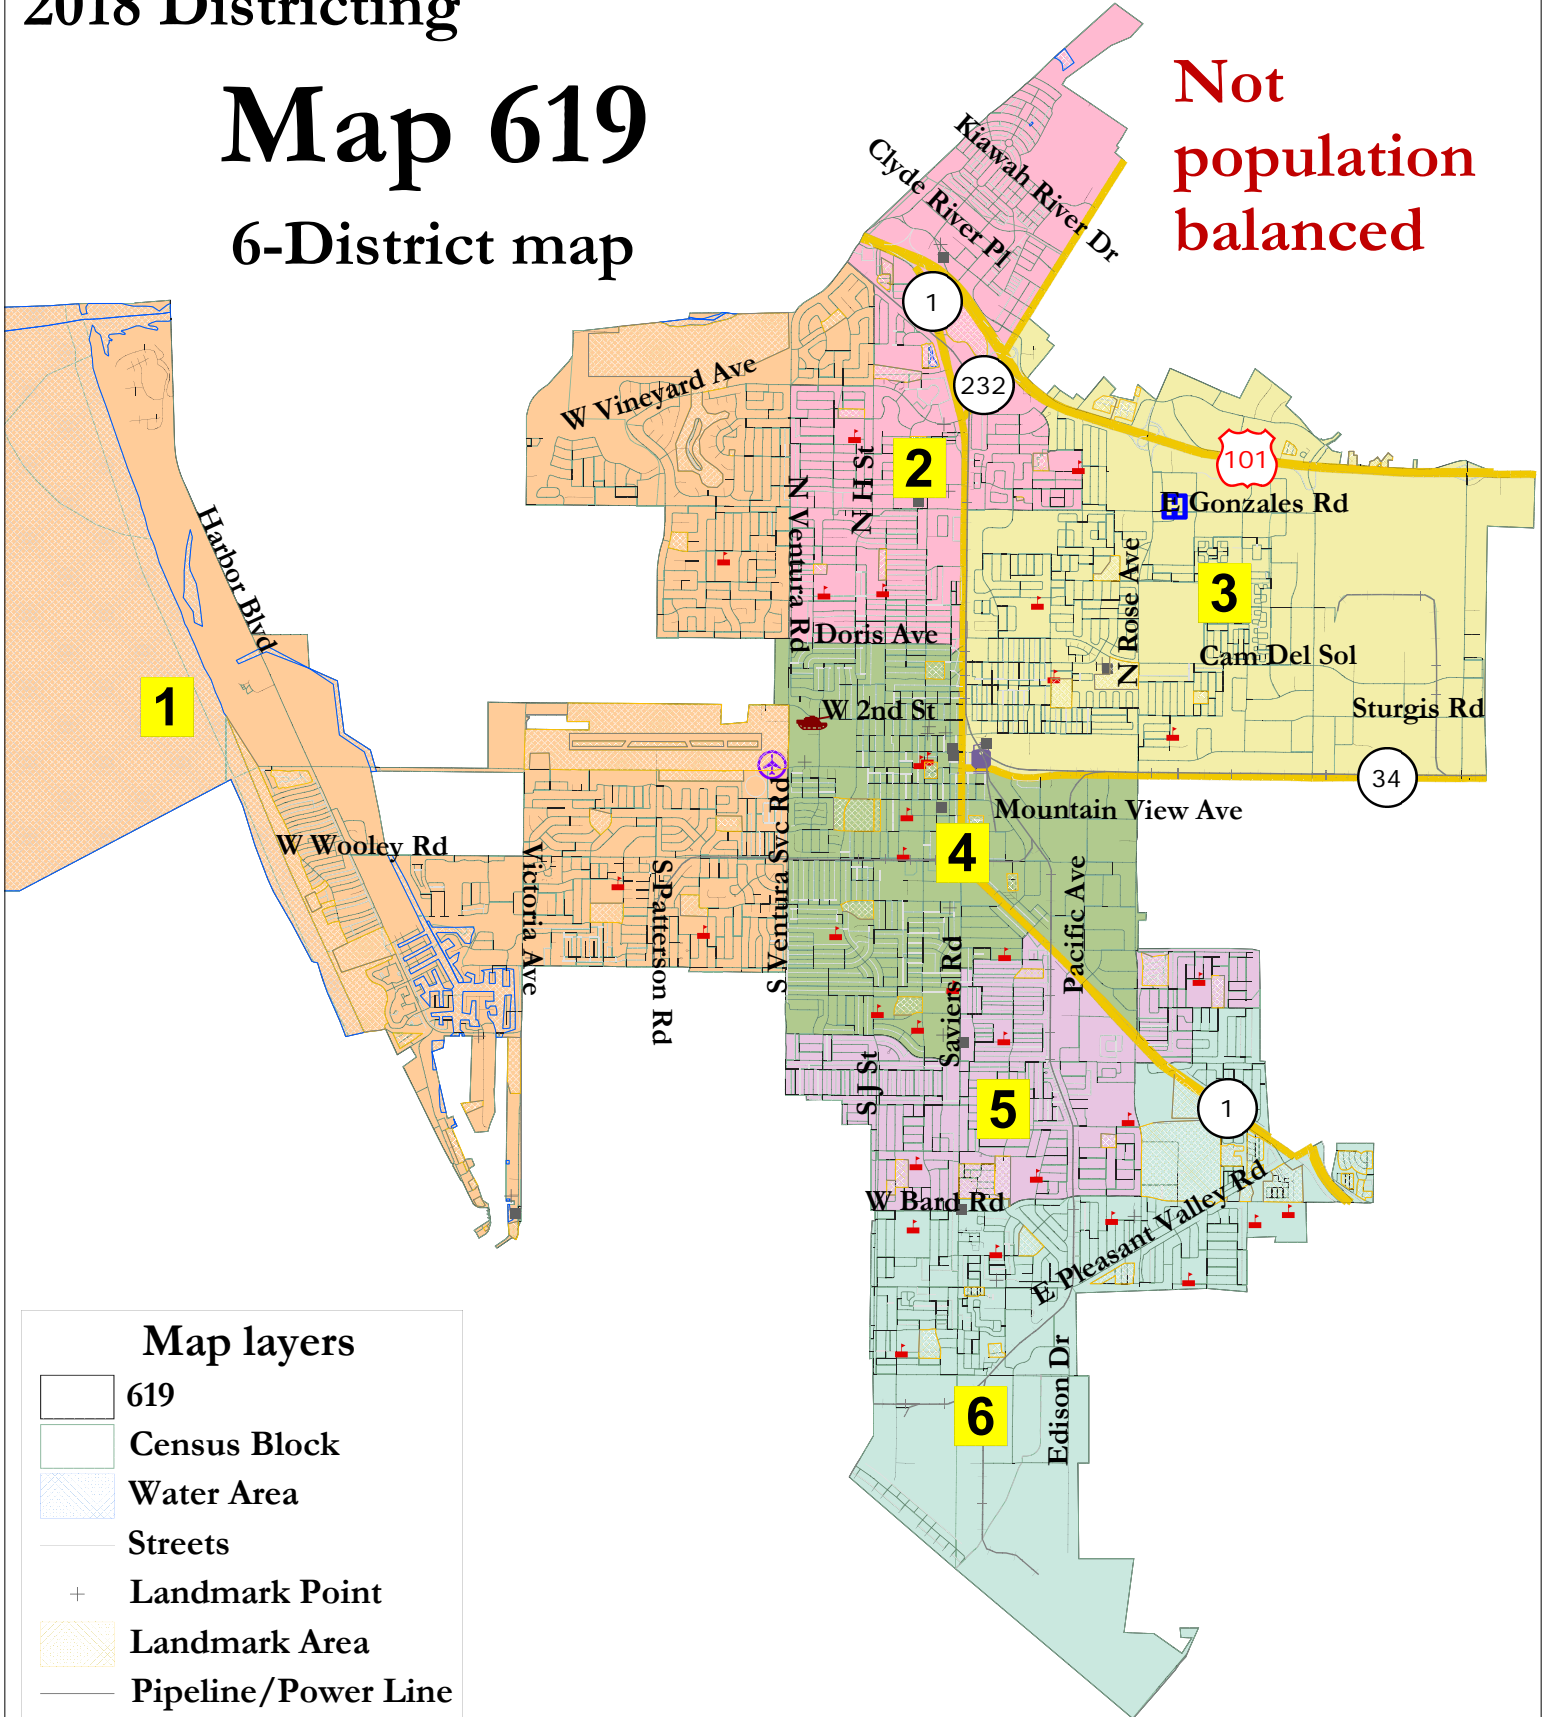 2018 Districting
Map 619
6-District map
Not
population
balanced
Kiawah River Dr
Clyde River Pl
1
232
W Vineyard Ave
101
2
N H St
N Ventura Rd
E Gonzales Rd
H
Harbor Blvd
N Rose Ave
3
Doris Ave
Cam Del Sol
1
W 2nd St
Sturgis Rd
34
Mountain View Ave
S Ventura Svc Rd
W Wooley Rd
4
Victoria Ave
S Patterson Rd
Pacific Ave
Saviers Rd
S J St
5
1
W Bard Rd
E Pleasant Valley Rd
Edison Dr
6
Map layers
619
Census Block
Water Area
Streets
Landmark Point
Landmark Area
Pipeline/Power Line